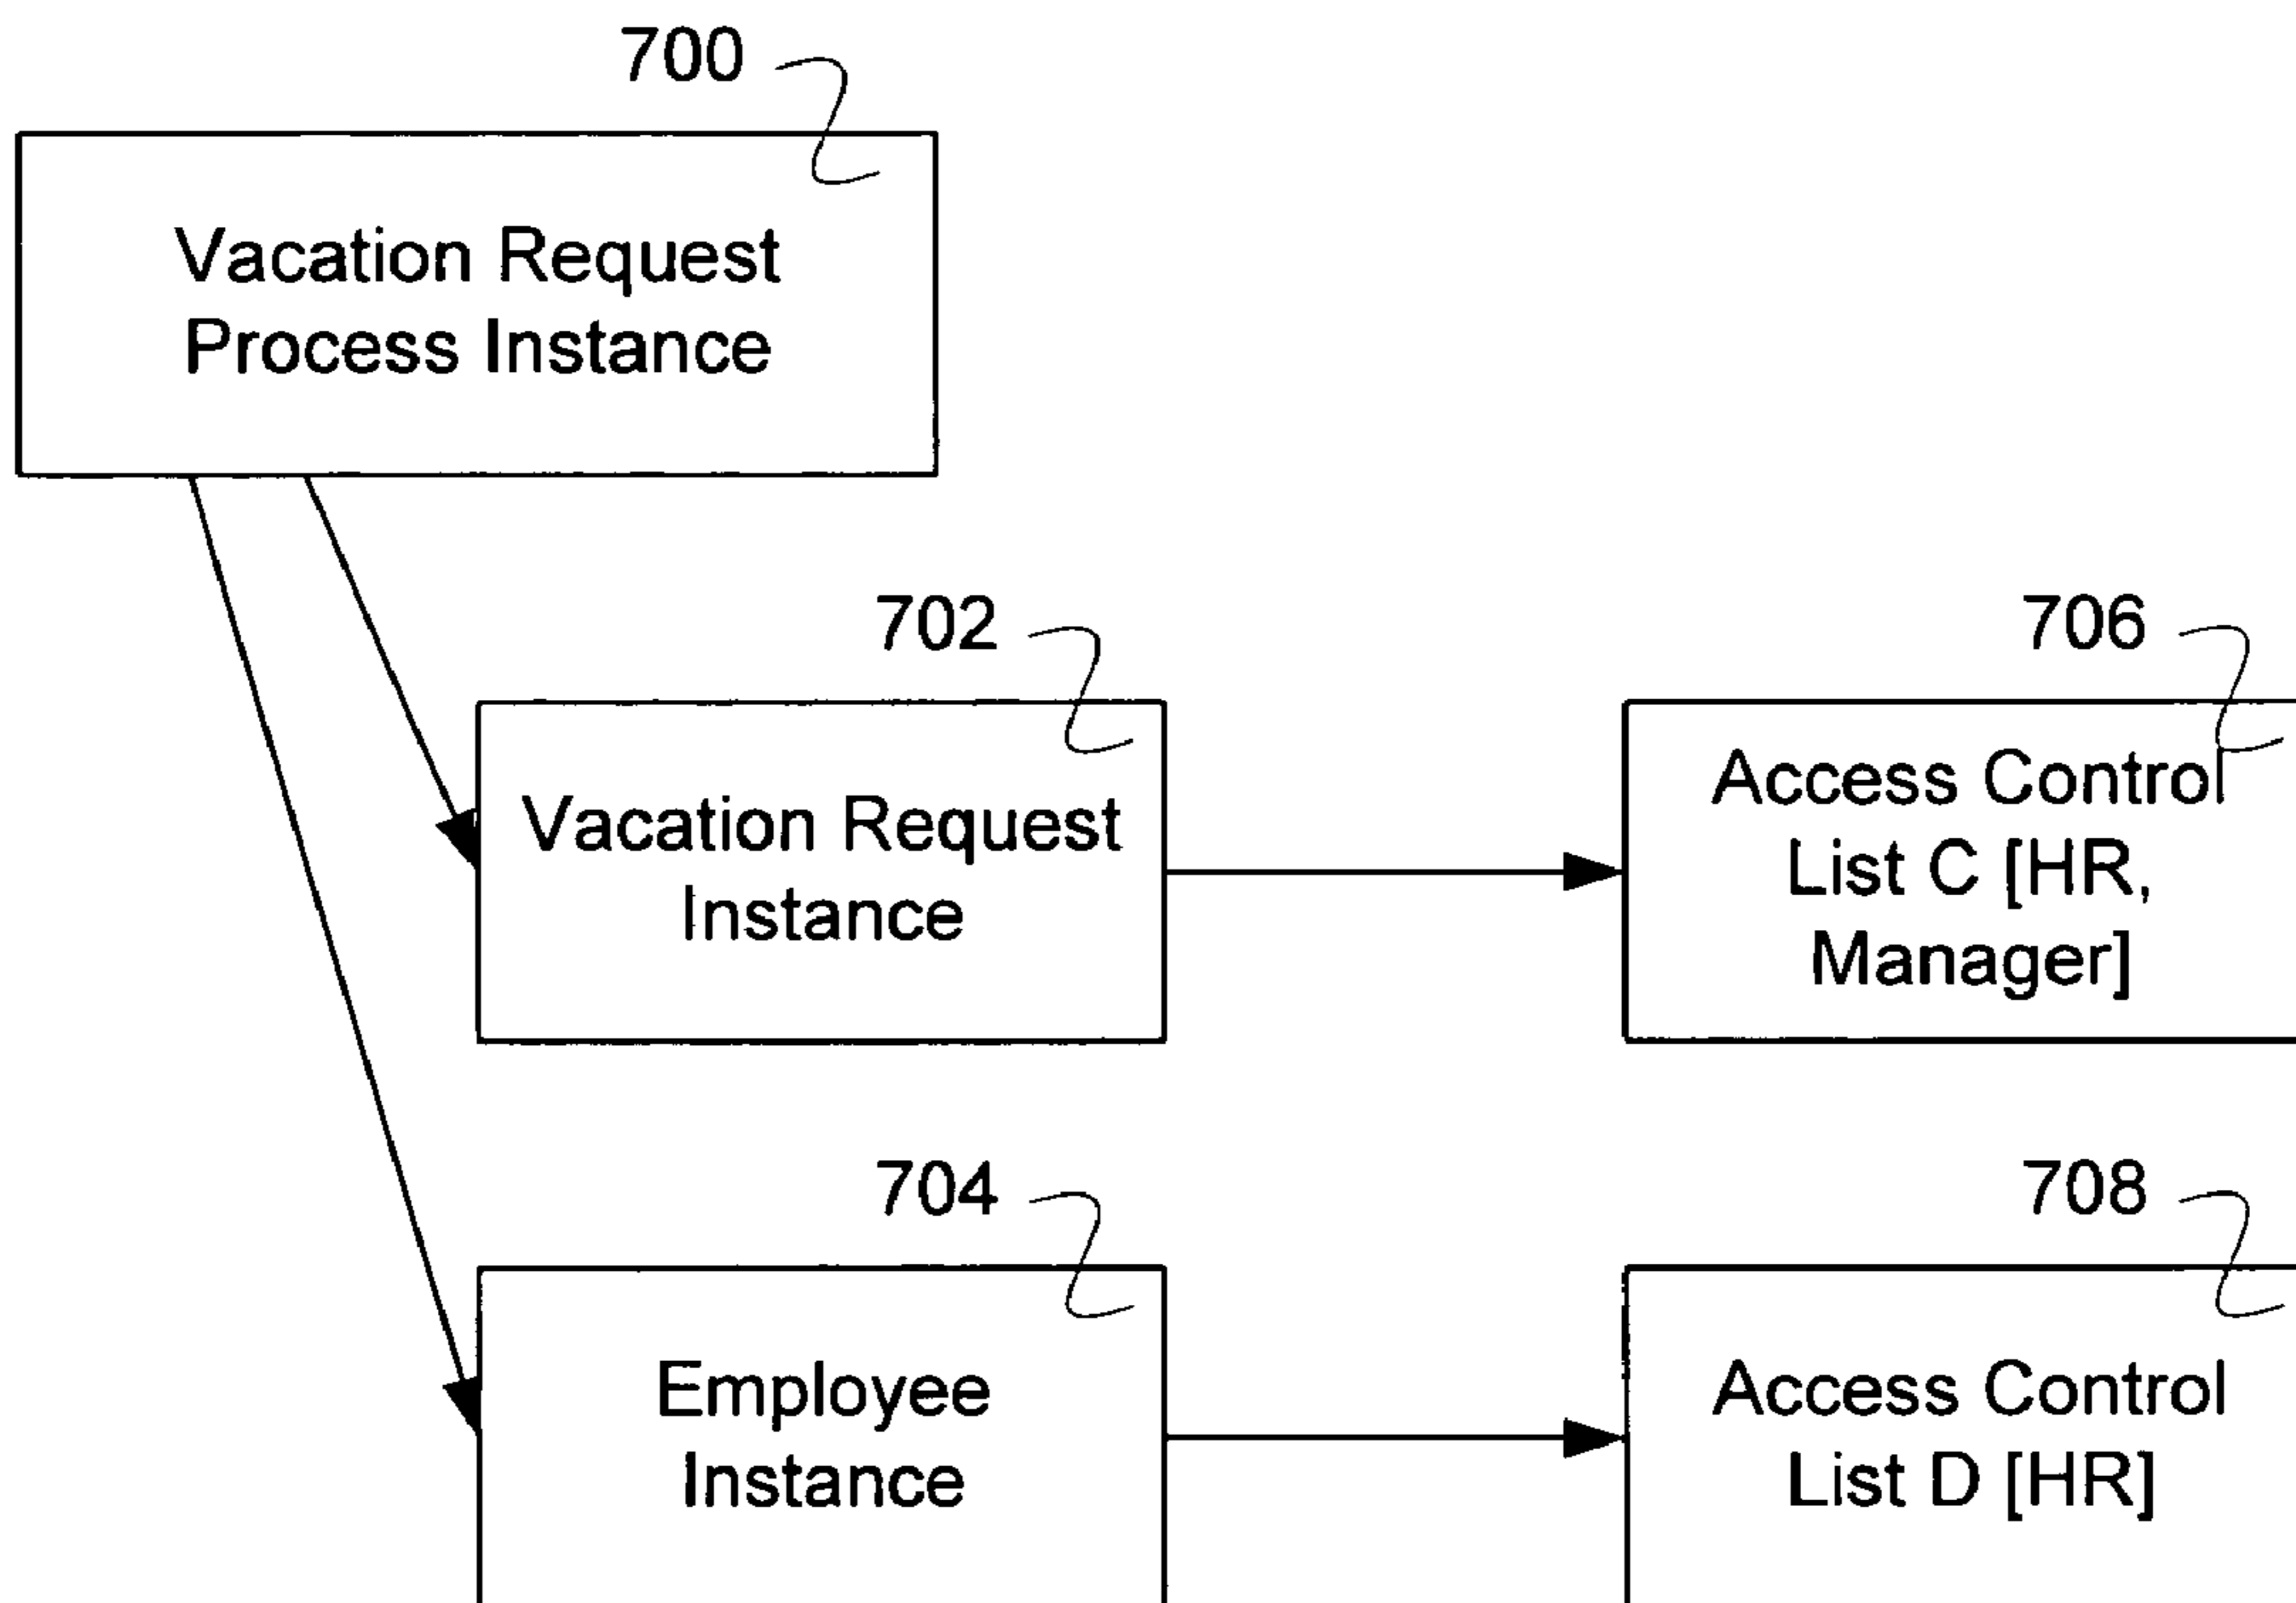 700
Vacation Request
Process Instance
702
706
Vacation Request
Instance
Access Control
List C [HR,
Manager]
704
708
Employee
Instance
Access Control
List D [HR]